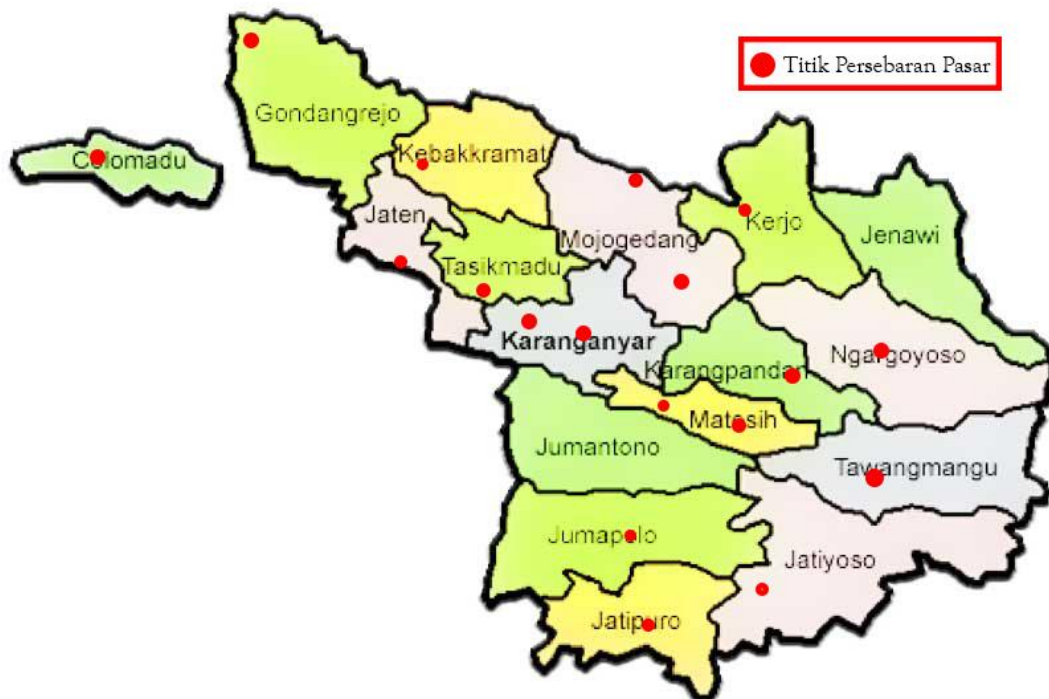 Titik Persebaran Pasar
Gondangrejo
Colomadu
Kebakkramat
Jaten
Kerjo
Mojogedang
Jenawi
Tasikmadu
Karanganyar
Ngargoyoso
Karangpandan
Matesih
Jumantono
Tawangmangu
Jumapolo
Jatiyoso
Jatipuro